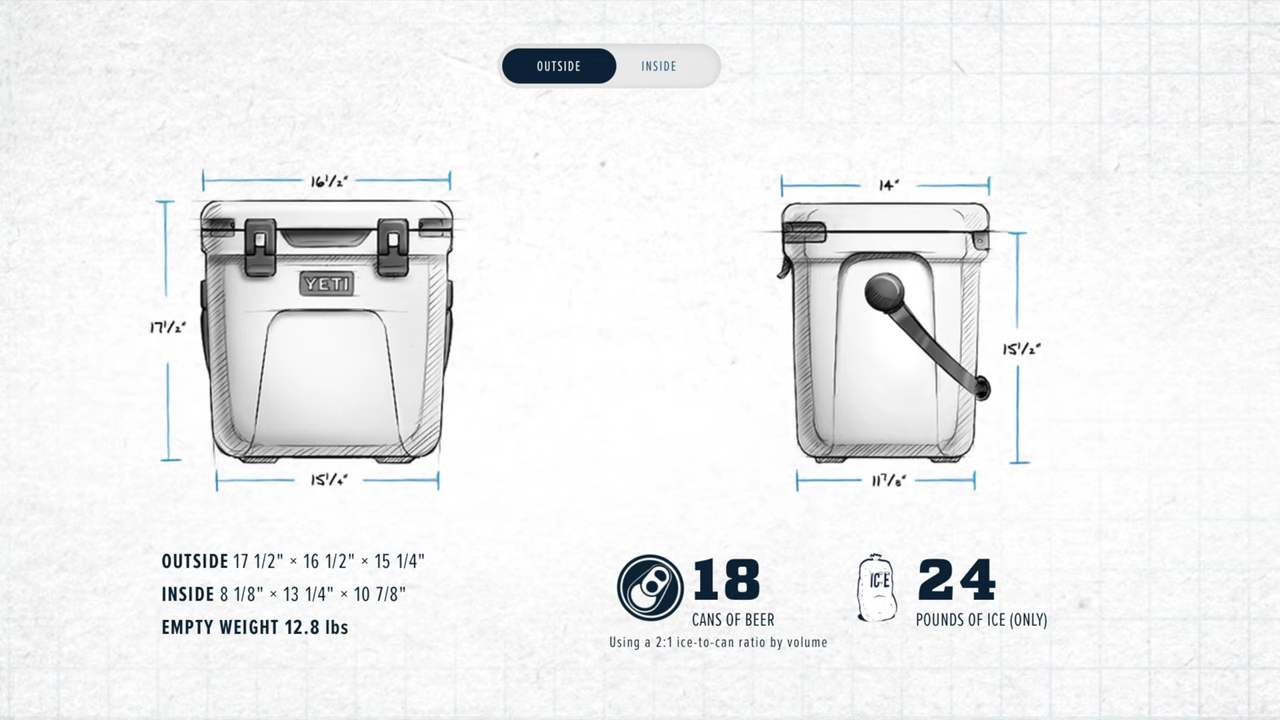 OUTSIDE INSIDE
16 1/2"
14"
YETI
17 1/2"
15 1/2"
15 1/4"
11 7/8"
OUTSIDE 17 1/2" × 16 1/2" × 15 1/4"
INSIDE 8 1/8" × 13 1/4" × 10 7/8"
EMPTY WEIGHT 12.8 lbs
18
CANS OF BEER
Using a 2:1 ice-to-can ratio by volume
ICE
24
POUNDS OF ICE (ONLY)